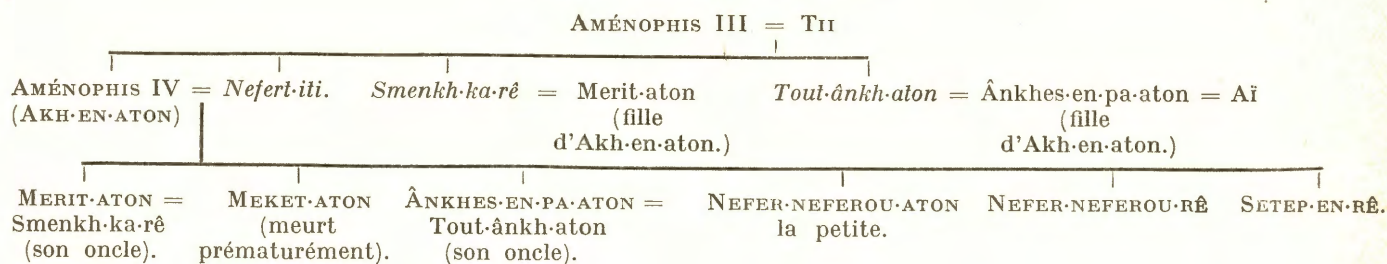 AMÉNOPHIS III = TII
AMÉNOPHIS IV = Nefert·iti. Smenkh·ka·rê = Merit·aton Tout·ânkh·aton = Ânkhes·en·pa·aton = Aï
(AKH·EN·ATON) (fille (fille
d'Akh·en·aton.) d'Akh·en·aton.)
MERIT·ATON = MEKET·ATON ÂNKHES·EN·PA·ATON = NEFER·NEFEROU·ATON NEFER·NEFEROU·RÊ SETEP·EN·RÊ.
Smenkh·ka·rê (meurt Tout·ânkh·aton la petite.
(son oncle). prématurément). (son oncle).